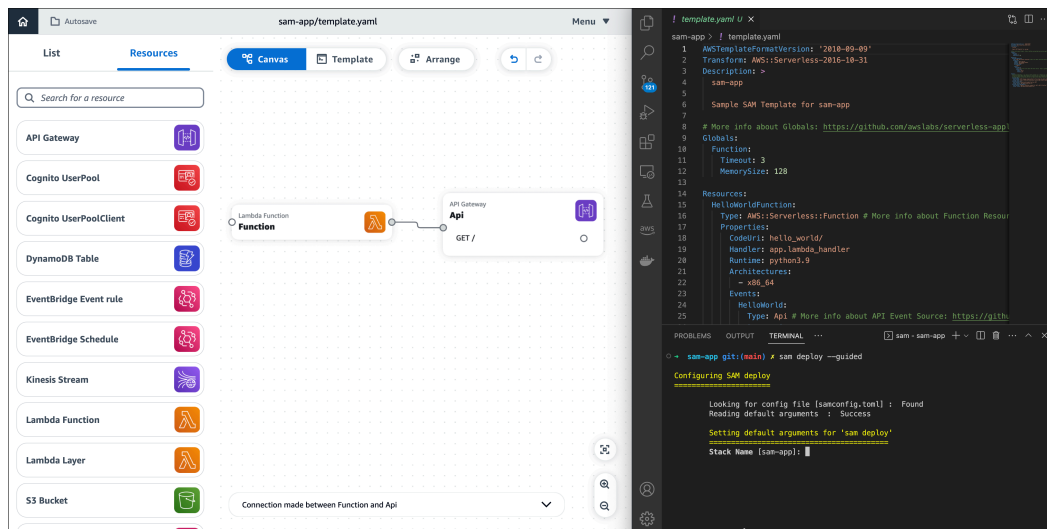 Autosave
sam-app/template.yaml
Menu ▼
List
Resources
Canvas
Template
Arrange
Search for a resource
API Gateway
Cognito UserPool
Cognito UserPoolClient
DynamoDB Table
EventBridge Event rule
EventBridge Schedule
Kinesis Stream
Lambda Function
Lambda Layer
S3 Bucket
Lambda Function
Function
API Gateway
Api
GET /
Connection made between Function and Api
121
aws
! template.yaml U ×
sam-app > ! template.yaml
1 AWSTemplateFormatVersion: '2010-09-09'
2 Transform: AWS::Serverless-2016-10-31
3 Description: >
4 sam-app
5
6 Sample SAM Template for sam-app
7
8 # More info about Globals: https://github.com/awslabs/serverless-appl
9 Globals:
10 Function:
11 Timeout: 3
12 MemorySize: 128
13
14 Resources:
15 HelloWorldFunction:
16 Type: AWS::Serverless::Function # More info about Function Resour
17 Properties:
18 CodeUri: hello_world/
19 Handler: app.lambda_handler
20 Runtime: python3.9
21 Architectures:
22 - x86_64
23 Events:
24 HelloWorld:
25 Type: Api # More info about API Event Source: https://githu
PROBLEMS OUTPUT TERMINAL ··· sam - sam-app
→ sam-app git:(main) ✗ sam deploy --guided
Configuring SAM deploy
======================
Looking for config file [samconfig.toml] : Found
Reading default arguments : Success
Setting default arguments for 'sam deploy'
=========================================
Stack Name [sam-app]: